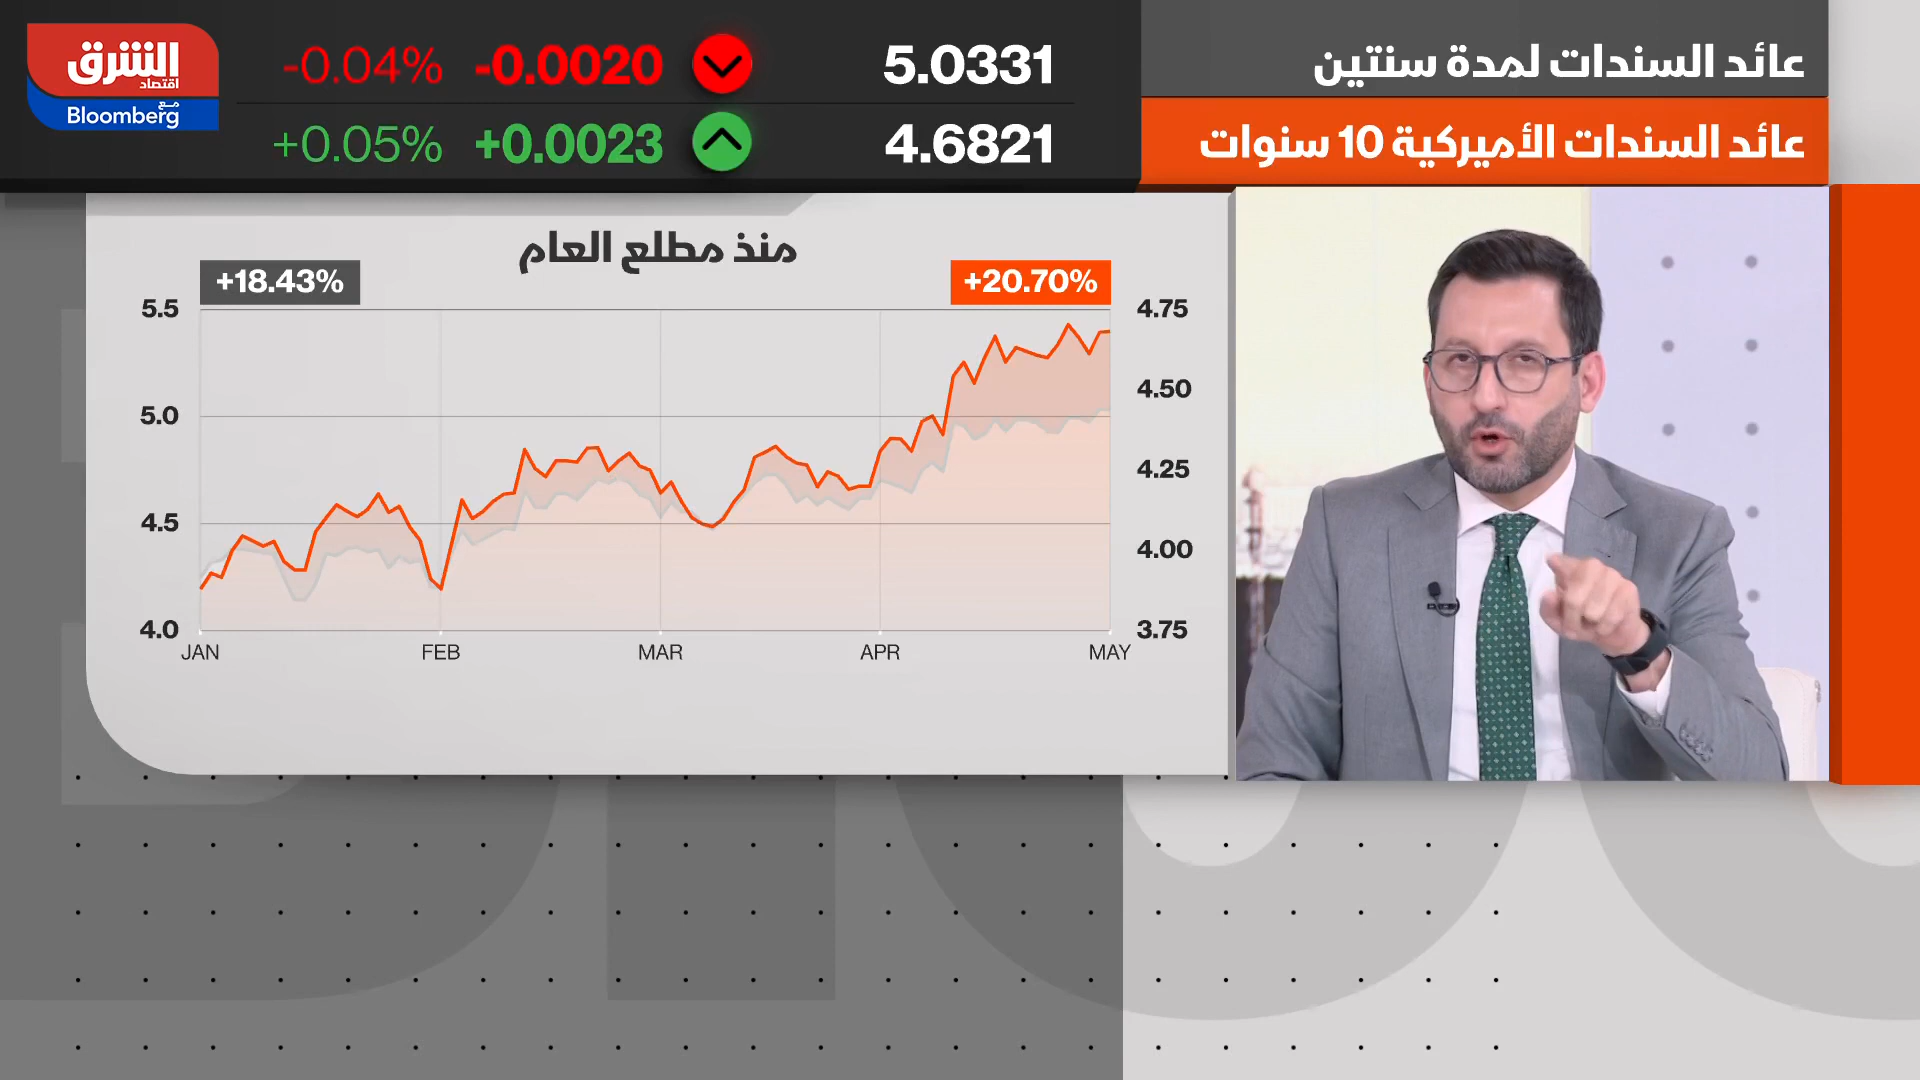 الشرق
اقتصاد
مع
Bloomberg
عائد السندات لمدة سنتين
5.0331
-0.0020
-0.04%
عائد السندات الأميركية 10 سنوات
4.6821
+0.0023
+0.05%
منذ مطلع العام
+18.43%
+20.70%
5.5
5.0
4.5
4.0
4.75
4.50
4.25
4.00
3.75
JAN FEB MAR APR MAY